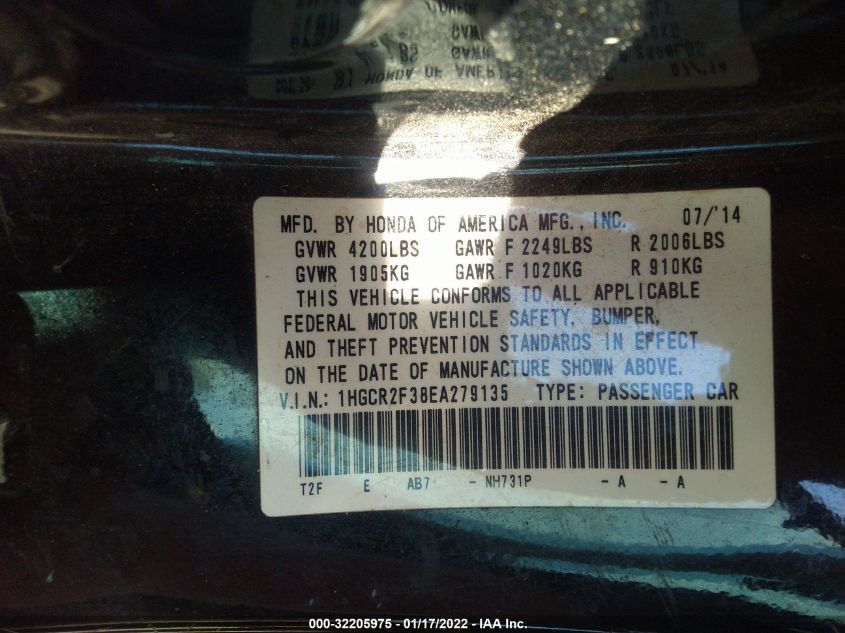 MFD. BY HONDA OF AMERICA MFG., INC. 07/'14
GVWR 4200LBS GAWR F 2249LBS R 2006LBS
GVWR 1905KG GAWR F 1020KG R 910KG
THIS VEHICLE CONFORMS TO ALL APPLICABLE
FEDERAL MOTOR VEHICLE SAFETY, BUMPER,
AND THEFT PREVENTION STANDARDS IN EFFECT
ON THE DATE OF MANUFACTURE SHOWN ABOVE.
V.I.N.: 1HGCR2F38EA279135 TYPE: PASSENGER CAR
T2F E AB7 - NH731P - A - A
000-32205975 - 01/17/2022 - IAA Inc.